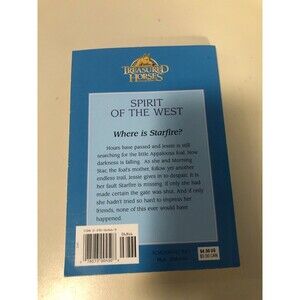 TREASURED
HORSES
SPIRIT
OF THE WEST
Where is Starfire?
Hours have passed and Jessie is still
searching for the little Appaloosa foal. Now
darkness is falling. As she and Morning
Star, the foal's mother, follow yet another
endless trail, Jessie gives in to despair. It is
her fault Starfire is missing. If only she had
made certain the gate was shut. And if only
she hadn't tried so hard to impress her
friends, none of this ever would have
happened.